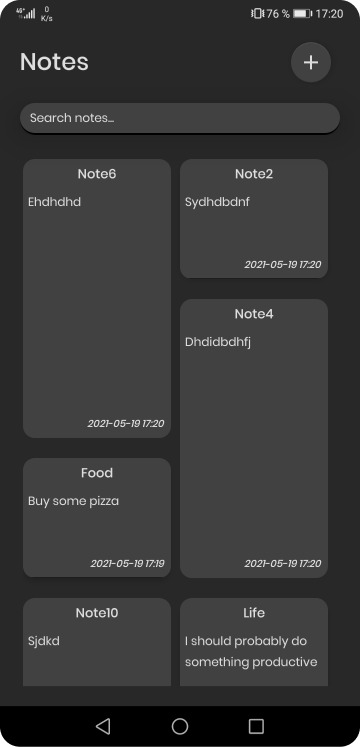 4G+ 0 K/s 76 % 17:20
Notes
Search notes...
Note6
Ehdhdhd
2021-05-19 17:20
Note2
Sydhdbdnf
2021-05-19 17:20
Note4
Dhdidbdhfj
2021-05-19 17:20
Food
Buy some pizza
2021-05-19 17:19
Note10
Sjdkd
Life
I should probably do
something productive